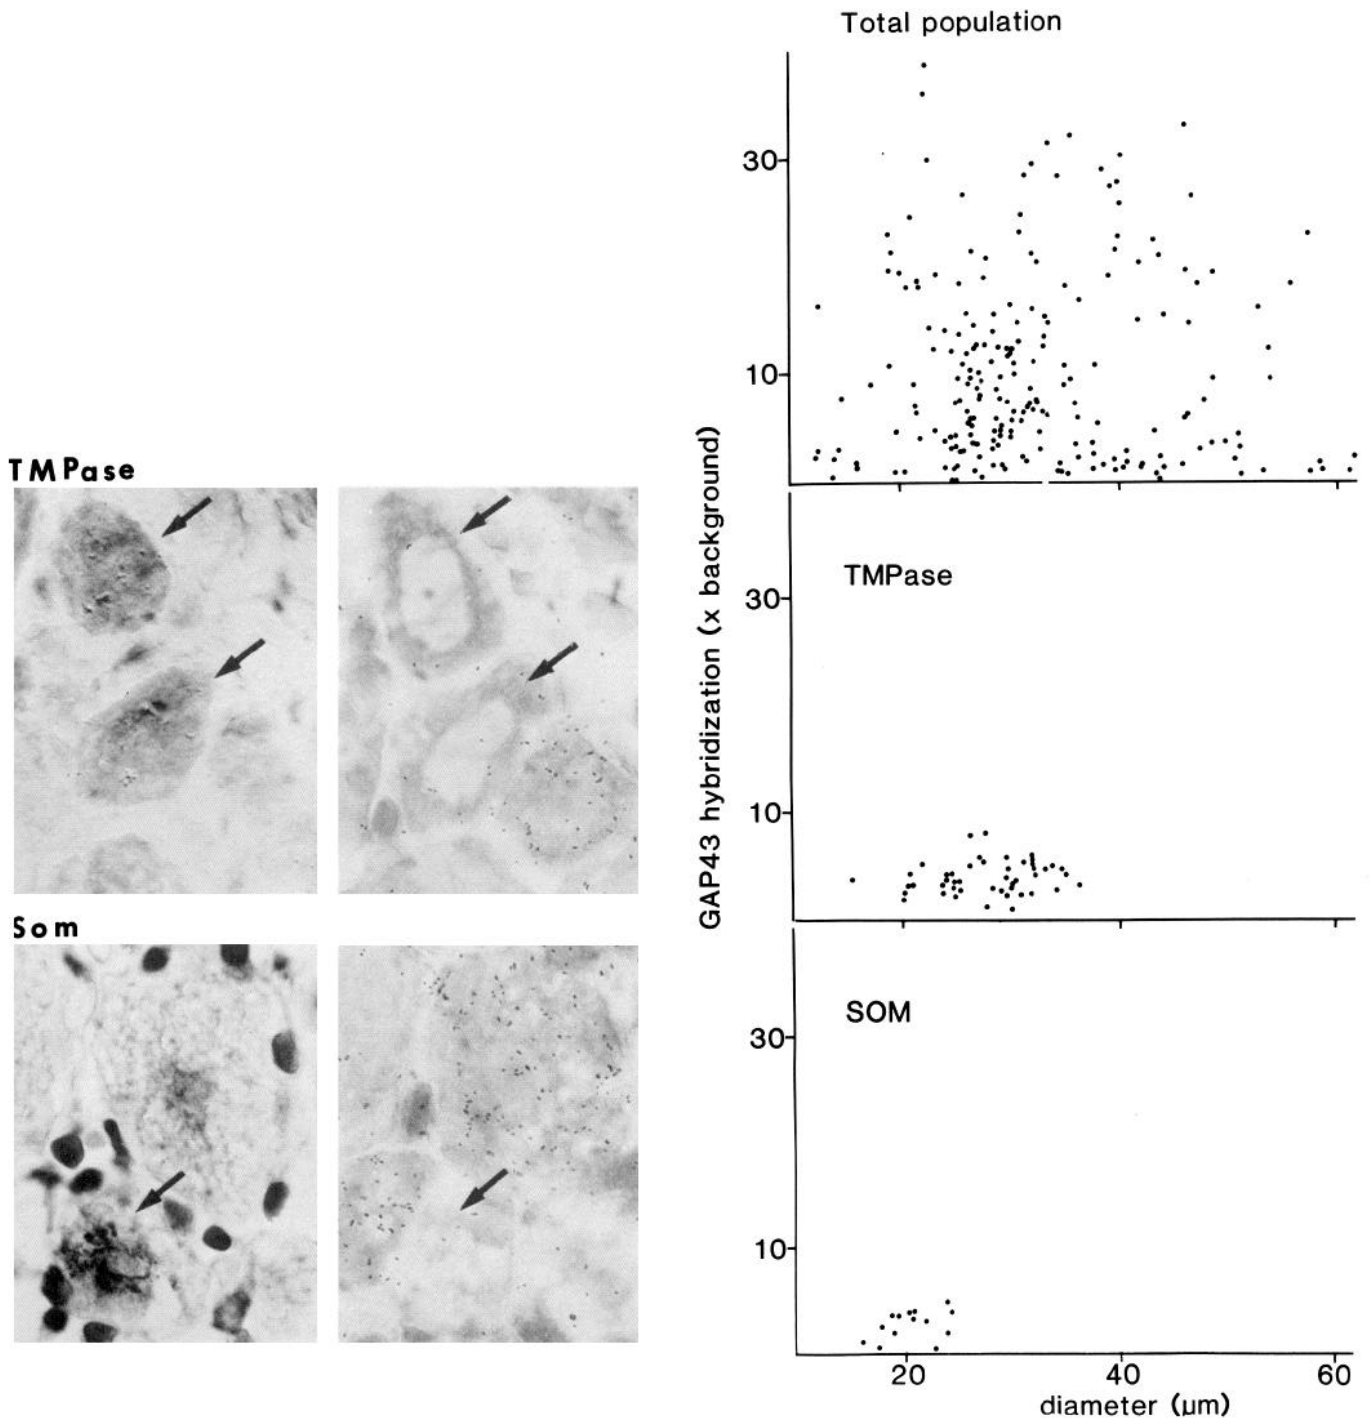 Total population
30
10
TMPase
GAP43 hybridization (x background)
TMPase
30
10
Som
SOM
30
10
20
40
60
diameter (µm)